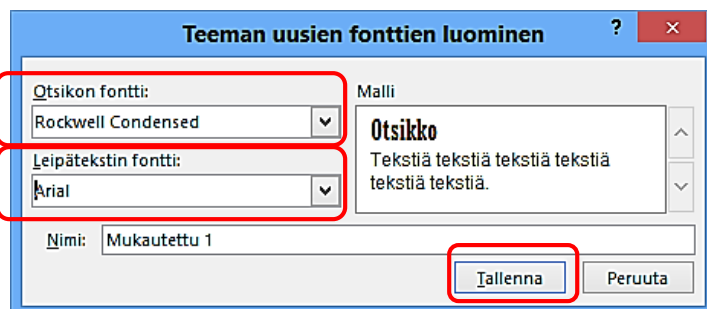 Teeman uusien fonttien luominen ? ×
Otsikon fontti:
Rockwell Condensed
Leipätekstin fontti:
Arial
Malli
Otsikko
Tekstiä tekstiä tekstiä tekstiä
tekstiä tekstiä.
Nimi: Mukautettu 1
Tallenna Peruuta